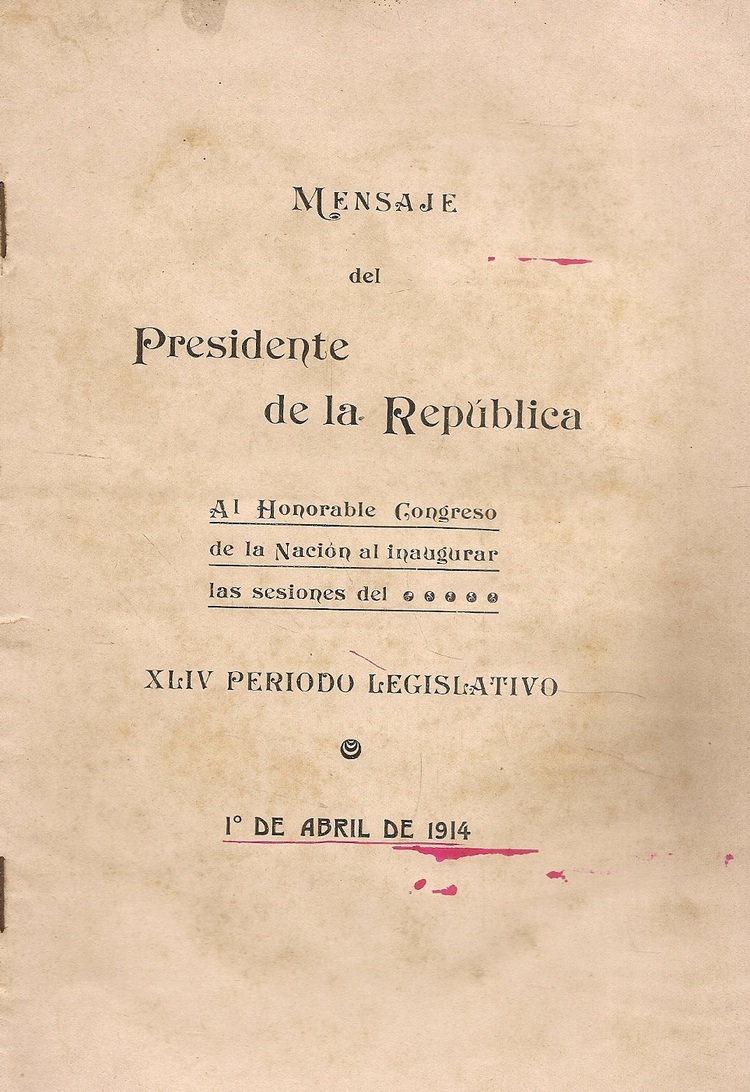 MENSAJE
del
Presidente
de la República
Al Honorable Congreso
de la Nación al inaugurar
las sesiones del
XLIV PERIODO LEGISLATIVO
1° DE ABRIL DE 1914